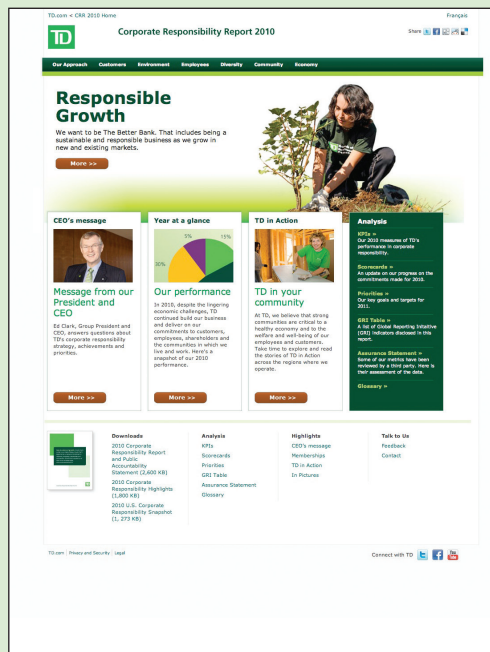 TD.com < CRR 2010 Home
Français
TD
Corporate Responsibility Report 2010
Share
Our Approach Customers Environment Employees Diversity Community Economy
Responsible
Growth
We want to be The Better Bank. That includes being a
sustainable and responsible business as we grow in
new and existing markets.
More >>
CEO's message
Message from our
President and
CEO
Ed Clark, Group President and
CEO, answers questions about
TD's corporate responsibility
strategy, achievements and
priorities.
More >>
Year at a glance
5%
15%
30%
Our performance
In 2010, despite the lingering
economic challenges, TD
continued build our business
and deliver on our
commitments to customers,
employees, shareholders and
the communities in which we
live and work. Here's a
snapshot of our 2010
performance.
More >>
TD in Action
TD in your
community
At TD, we believe that strong
communities are critical to a
healthy economy and to the
welfare and well-being of our
employees and customers.
Take time to explore and read
the stories of TD in Action
across the regions where we
operate.
More >>
Analysis
KPIs »
Our 2010 measures of TD's
performance in corporate
responsibility.
Scorecards »
An update on our progress on the
commitments made for 2010.
Priorities »
Our key goals and targets for
2011.
GRI Table »
A list of Global Reporting Initiative
(GRI) indicators disclosed in this
report.
Assurance Statement »
Some of our metrics have been
reviewed by a third party. Here is
their assessment of the data.
Glossary »
Downloads
2010 Corporate
Responsibility Report
and Public
Accountability
Statement (2,600 KB)
2010 Corporate
Responsibility Highlights
(1,800 KB)
2010 U.S. Corporate
Responsibility Snapshot
(1, 273 KB)
Analysis
KPIs
Scorecards
Priorities
GRI Table
Assurance Statement
Glossary
Highlights
CEO's message
Memberships
TD in Action
In Pictures
Talk to Us
Feedback
Contact
TD.com | Privacy and Security | Legal
Connect with TD
You Tube